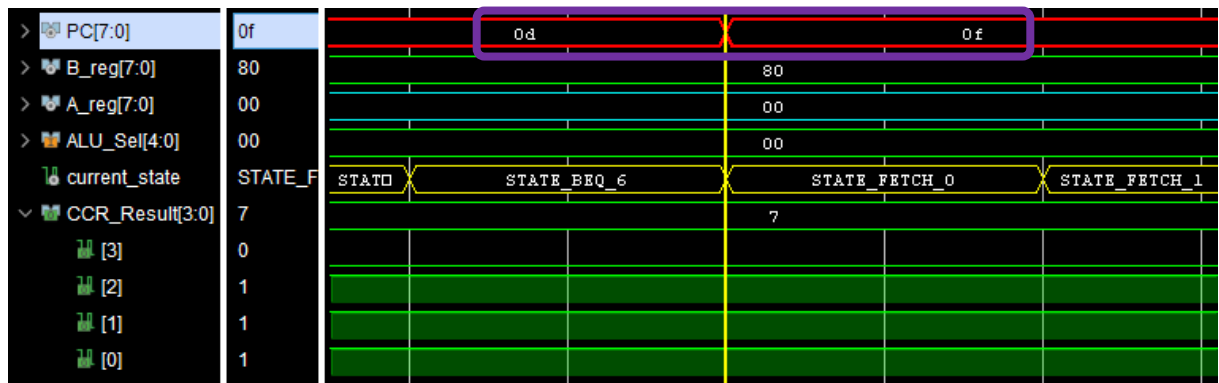 PC[7:0] 0f 0d 0f
B_reg[7:0] 80 80
A_reg[7:0] 00 00
ALU_Sel[4:0] 00 00
current_state STATE_F STAT STATE_BEQ_6 STATE_FETCH_0 STATE_FETCH_1
CCR_Result[3:0] 7 7
[3] 0
[2] 1
[1] 1
[0] 1